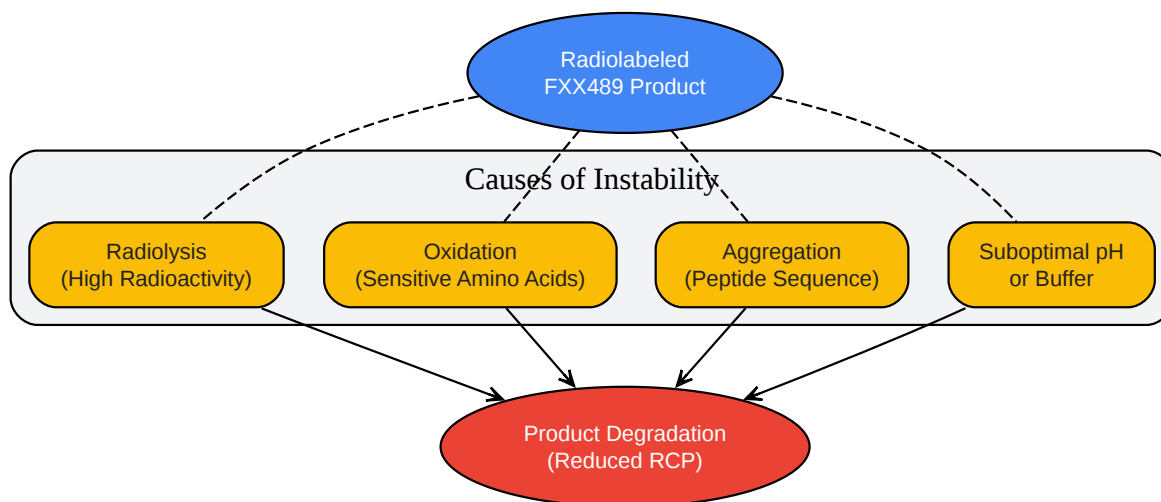 Radiolabeled
FXX489 Product
Causes of Instability
Radiolysis
(High Radioactivity)
Oxidation
(Sensitive Amino Acids)
Aggregation
(Peptide Sequence)
Suboptimal pH
or Buffer
Product Degradation
(Reduced RCP)